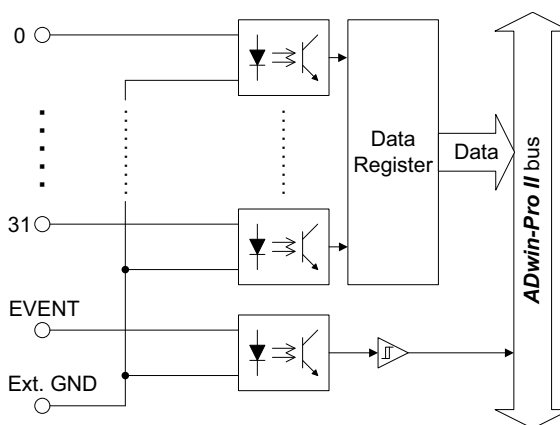 0
31
EVENT
Ext. GND
Data
Register
Data
ADwin-Pro II bus